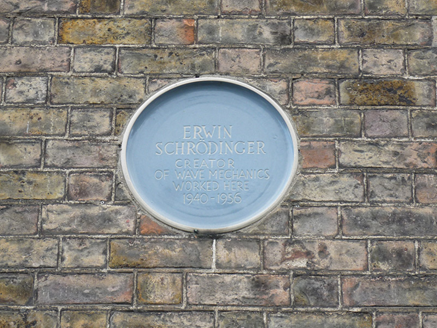 ERWIN
SCHRÖDINGER
CREATOR
OF WAVE MECHANICS
WORKED HERE
1940-1956